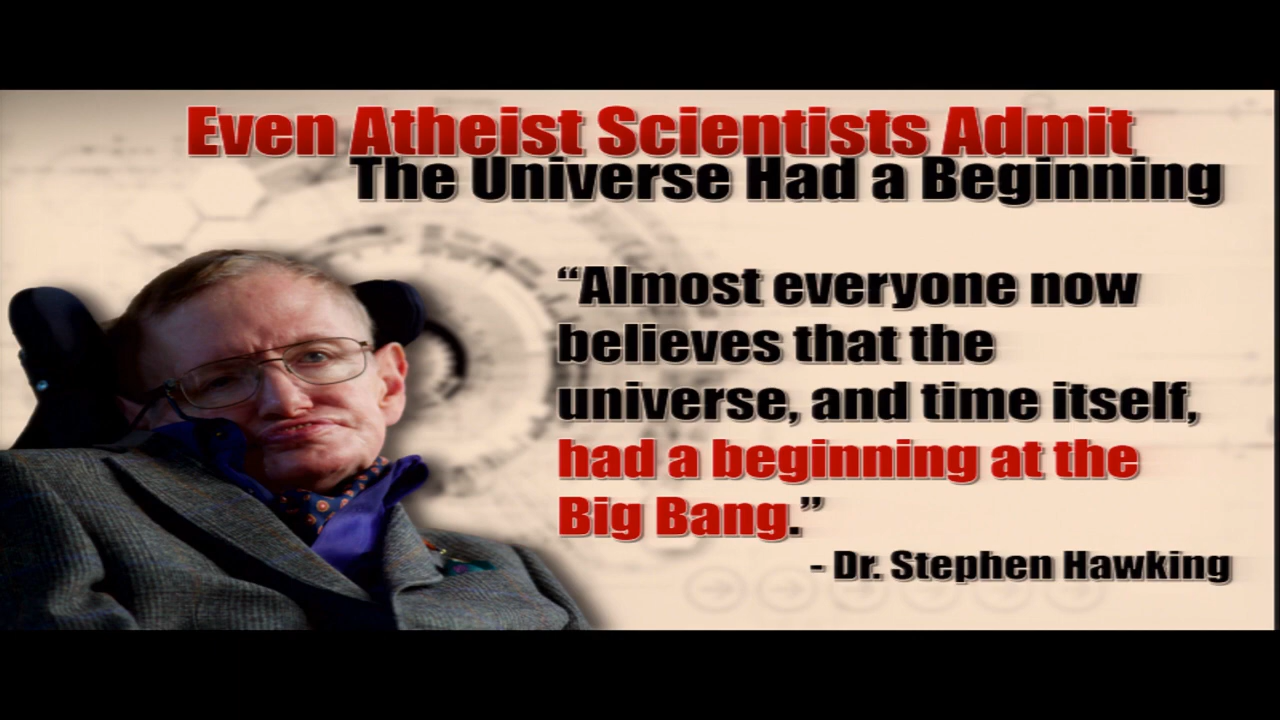 Even Atheist Scientists Admit
The Universe Had a Beginning
“Almost everyone now
believes that the
universe, and time itself,
had a beginning at the
Big Bang.”
- Dr. Stephen Hawking